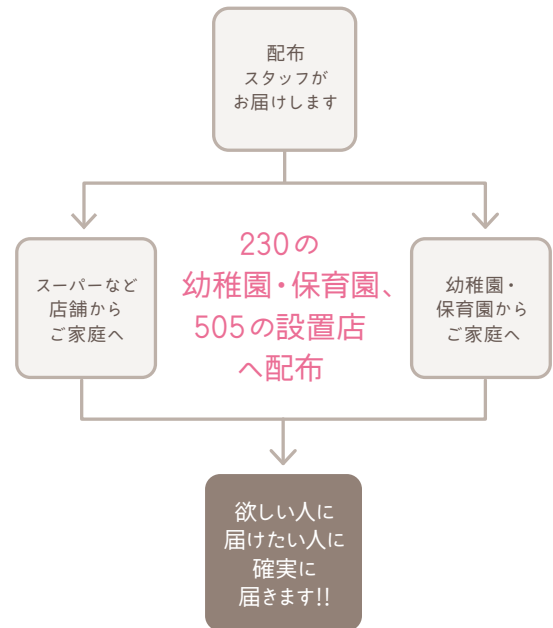 配布
スタッフが
お届けします
230の
幼稚園・保育園、
505の設置店
へ配布
スーパーなど
店舗から
ご家庭へ
幼稚園・
保育園から
ご家庭へ
欲しい人に
届けたい人に
確実に
届きます!!